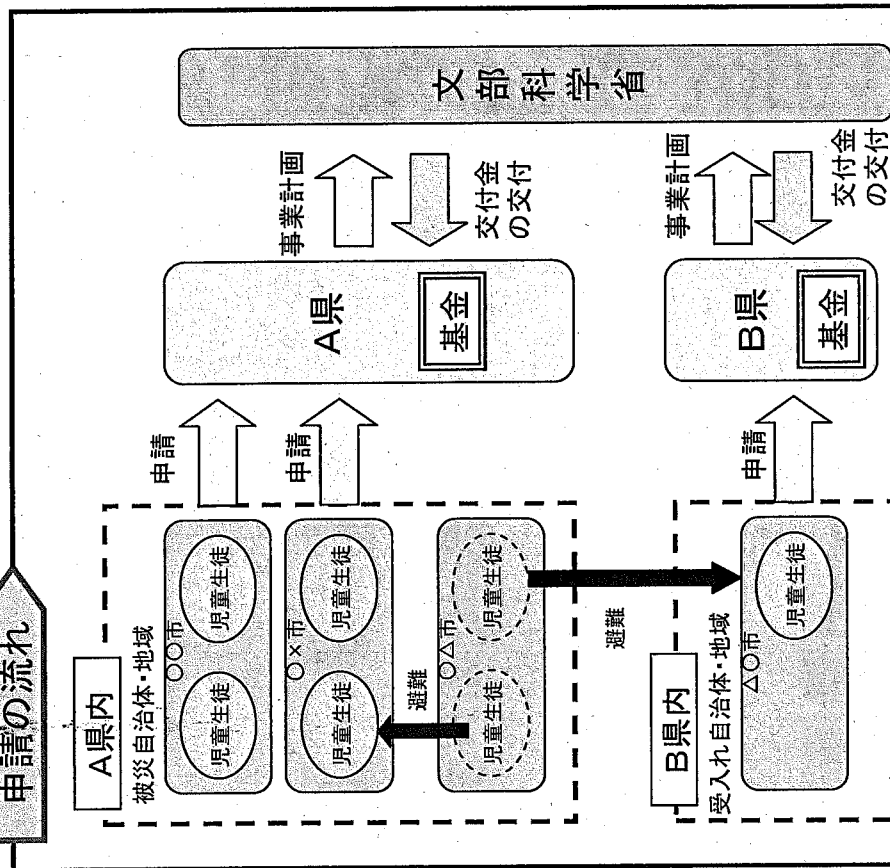 申請の流れ
A県内
被災自治体・地域
○○市
児童生徒
児童生徒
申請
○×市
児童生徒
児童生徒
申請
避難
○△市
児童生徒
児童生徒
避難
A県
基金
事業計画
交付金
の交付
文部科学省
B県内
受入れ自治体・地域
△○市
児童生徒
申請
B県
基金
事業計画
交付金
の交付